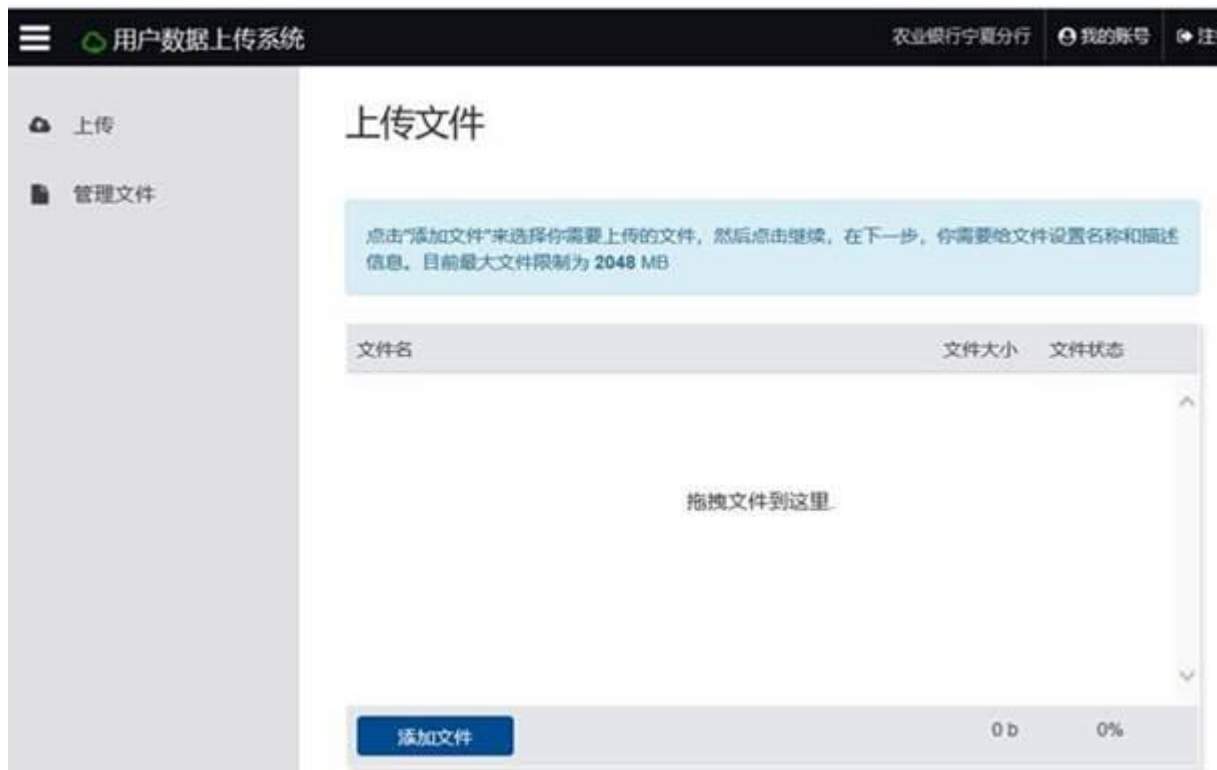 用户数据上传系统
农业银行宁夏分行
我的账号
注
上传
管理文件
上传文件
点击"添加文件"来选择你需要上传的文件，然后点击继续，在下一步，你需要给文件设置名称和描述
信息。目前最大文件限制为 2048 MB
文件名
文件大小
文件状态
拖拽文件到这里.
添加文件
0 b
0%